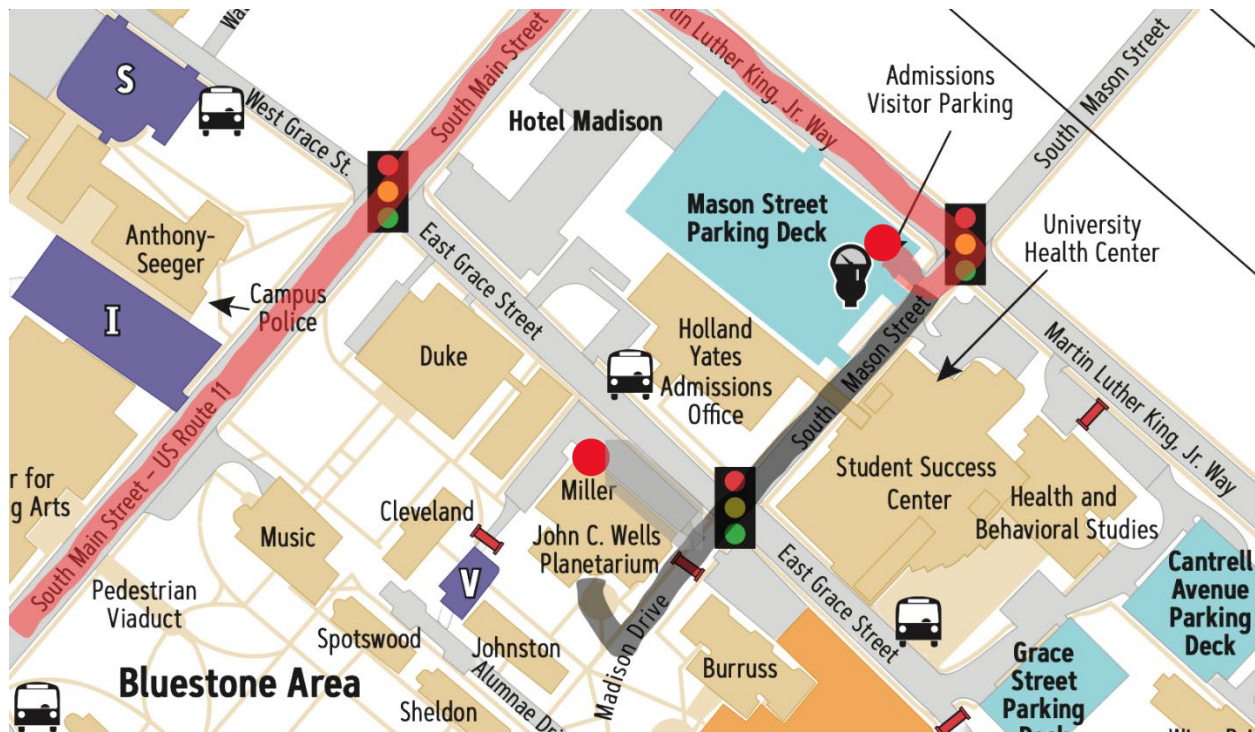 S
Wa
West Grace St.
South Main Street
Hotel Madison
tin Luther King, Jr. Way
Admissions
Visitor Parking
South Mason Street
Mason Street
Parking Deck
University
Health Center
Anthony-
Seeger
I
Campus
Police
East Grace Street
Duke
Holland
Yates
Admissions
Office
South Mason Street
Martin Luther King, Jr. Way
South Main Street – US Route 11
r for
g Arts
Music
Cleveland
Miller
John C. Wells
Planetarium
Student Success
Center
Health and
Behavioral Studies
V
Pedestrian
Viaduct
Spotswood
Johnston
Alumnae Dri
Madison Drive
Burruss
East Grace Street
Cantrell
Avenue
Parking
Deck
Grace
Street
Parking
Deck
Bluestone Area
Sheldon